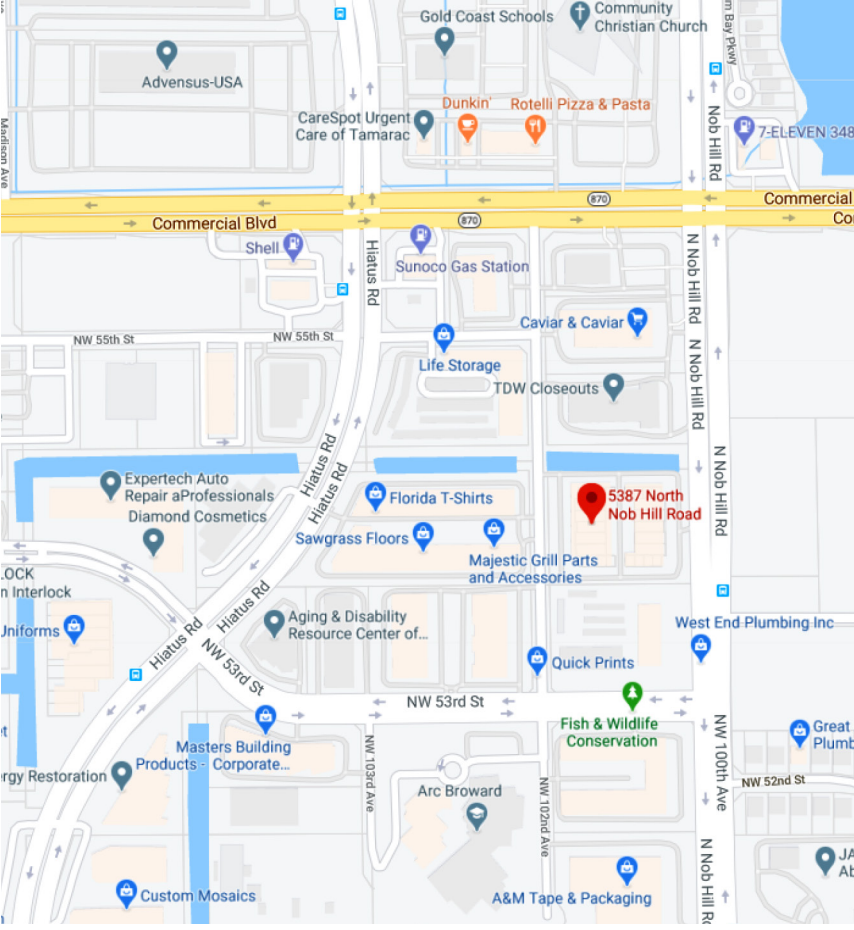 Gold Coast Schools
Community
Christian Church
Advensus-USA
Dunkin'
Rotelli Pizza & Pasta
CareSpot Urgent
Care of Tamarac
Nob Hill Rd
7-ELEVEN 348
Madison Ave
m Bay Pkwy
870
Commercial
Commercial Blvd
870
Co
Shell
Hiatus Rd
Sunoco Gas Station
N Nob Hill Rd
Caviar & Caviar
NW 55th St
NW 55th St
Life Storage
N Nob Hill Rd
TDW Closeouts
Hiatus Rd
Hiatus Rd
N Nob Hill Rd
Expertech Auto
Repair aProfessionals
Diamond Cosmetics
Florida T-Shirts
5387 North
Nob Hill Road
Sawgrass Floors
Majestic Grill Parts
and Accessories
LOCK
n Interlock
Hiatus Rd
Hiatus Rd
Uniforms
Aging & Disability
Resource Center of...
West End Plumbing Inc
NW 53rd St
Quick Prints
NW 53rd St
Fish & Wildlife
Conservation
NW 100th Ave
Great
Plumb
et
Masters Building
Products - Corporate...
NW 103rd Ave
NW 102nd Ave
NW 52nd St
rgy Restoration
Arc Broward
N Nob Hill Rd
JA
Ab
Custom Mosaics
A&M Tape & Packaging